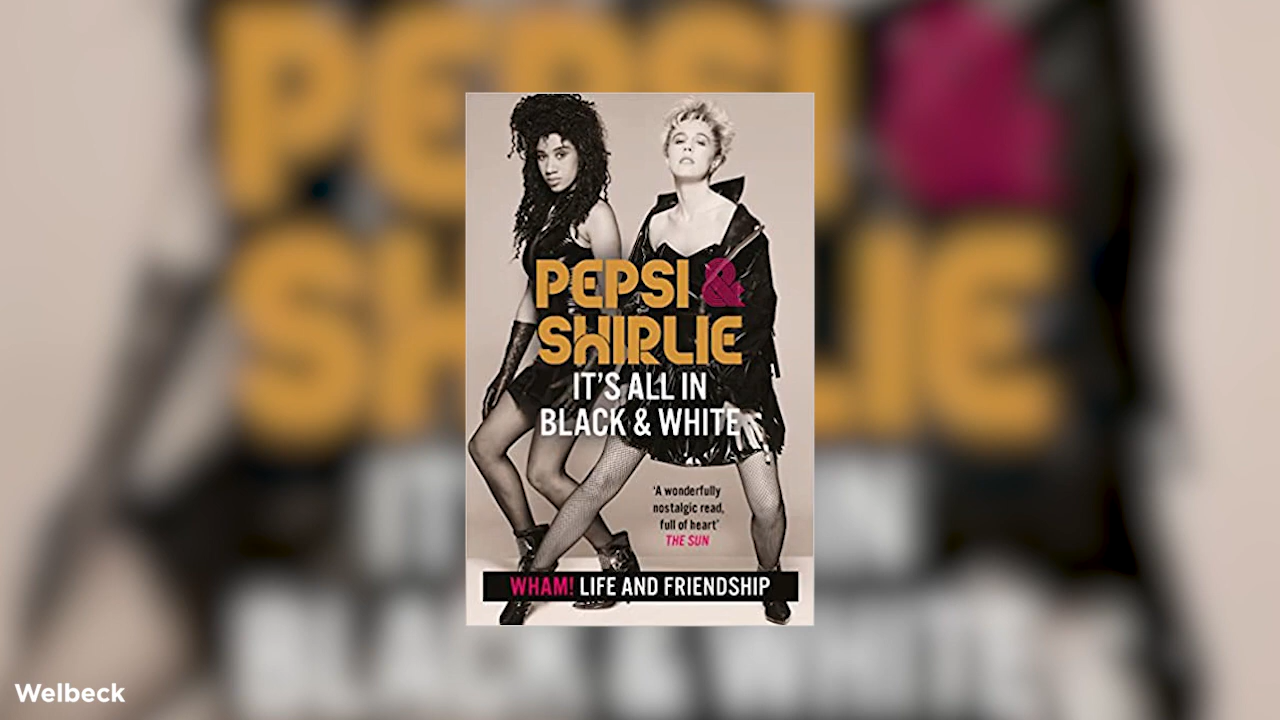 PEPSI &
SHIRLIE
IT'S ALL IN
BLACK & WHITE
'A wonderfully
nostalgic read,
full of heart'
THE SUN
WHAM! LIFE AND FRIENDSHIP
Welbeck